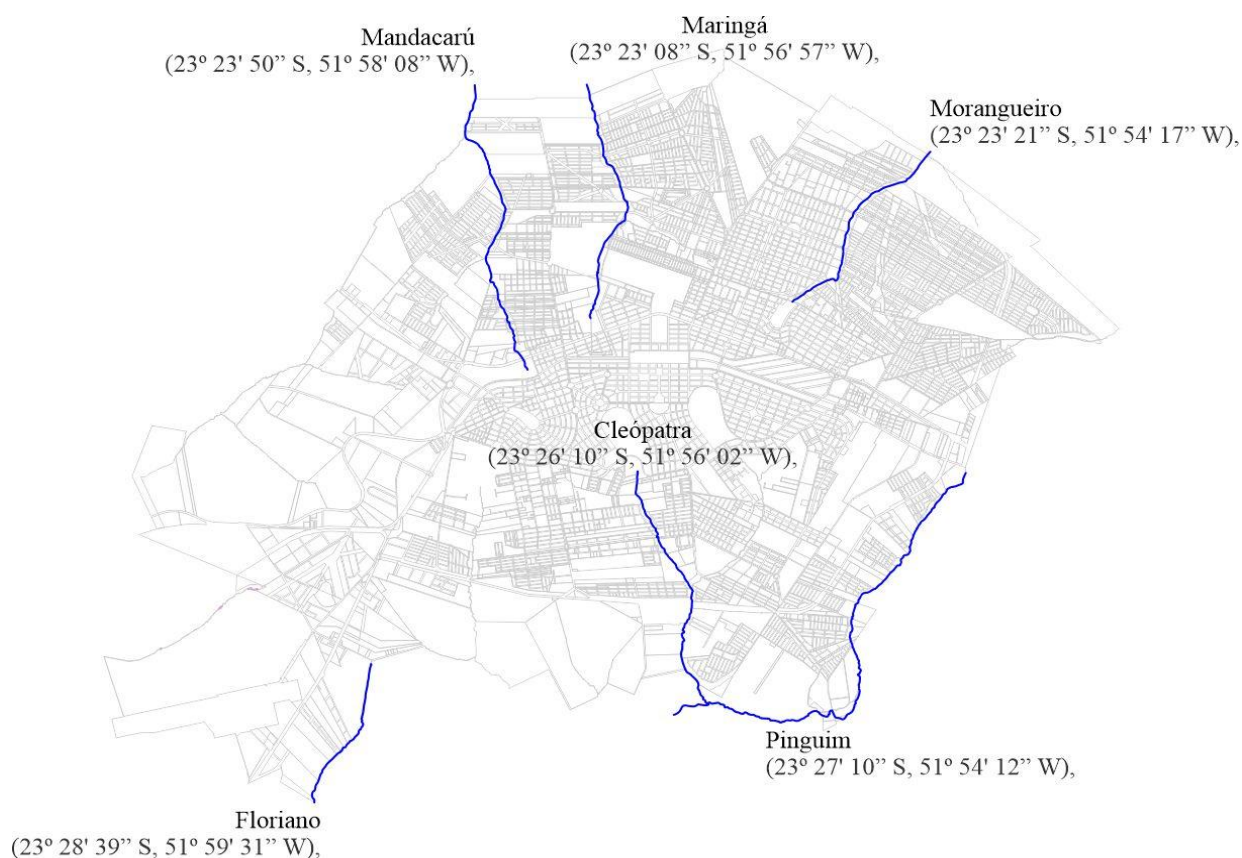 Mandacarú
(23º 23' 50” S, 51º 58' 08” W),
Maringá
(23º 23' 08” S, 51º 56' 57” W),
Morangueiro
(23º 23' 21” S, 51º 54' 17” W),
Cleópatra
(23º 26' 10” S, 51º 56' 02” W),
Pinguim
(23º 27' 10” S, 51º 54' 12” W),
Floriano
(23º 28' 39” S, 51º 59' 31” W),